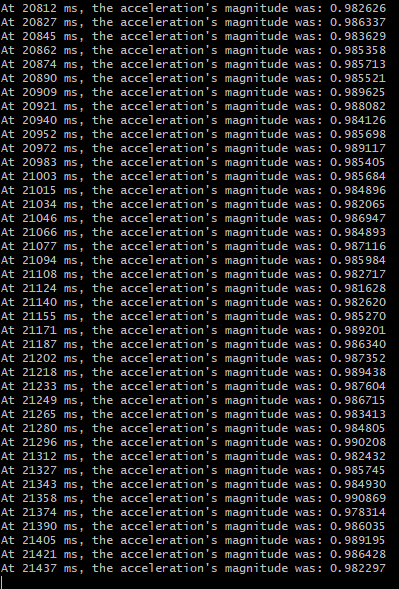 At 20812 ms, the acceleration's magnitude was: 0.982626
At 20827 ms, the acceleration's magnitude was: 0.986337
At 20845 ms, the acceleration's magnitude was: 0.983629
At 20862 ms, the acceleration's magnitude was: 0.985358
At 20874 ms, the acceleration's magnitude was: 0.985713
At 20890 ms, the acceleration's magnitude was: 0.985521
At 20909 ms, the acceleration's magnitude was: 0.989625
At 20921 ms, the acceleration's magnitude was: 0.988082
At 20940 ms, the acceleration's magnitude was: 0.984126
At 20952 ms, the acceleration's magnitude was: 0.985698
At 20972 ms, the acceleration's magnitude was: 0.989117
At 20983 ms, the acceleration's magnitude was: 0.985405
At 21003 ms, the acceleration's magnitude was: 0.985684
At 21015 ms, the acceleration's magnitude was: 0.984896
At 21034 ms, the acceleration's magnitude was: 0.982065
At 21046 ms, the acceleration's magnitude was: 0.986947
At 21066 ms, the acceleration's magnitude was: 0.984893
At 21077 ms, the acceleration's magnitude was: 0.987116
At 21094 ms, the acceleration's magnitude was: 0.985984
At 21108 ms, the acceleration's magnitude was: 0.982717
At 21124 ms, the acceleration's magnitude was: 0.981628
At 21140 ms, the acceleration's magnitude was: 0.982620
At 21155 ms, the acceleration's magnitude was: 0.985270
At 21171 ms, the acceleration's magnitude was: 0.989201
At 21187 ms, the acceleration's magnitude was: 0.986340
At 21202 ms, the acceleration's magnitude was: 0.987352
At 21218 ms, the acceleration's magnitude was: 0.989438
At 21233 ms, the acceleration's magnitude was: 0.987604
At 21249 ms, the acceleration's magnitude was: 0.986715
At 21265 ms, the acceleration's magnitude was: 0.983413
At 21280 ms, the acceleration's magnitude was: 0.984805
At 21296 ms, the acceleration's magnitude was: 0.990208
At 21312 ms, the acceleration's magnitude was: 0.982432
At 21327 ms, the acceleration's magnitude was: 0.985745
At 21343 ms, the acceleration's magnitude was: 0.984930
At 21358 ms, the acceleration's magnitude was: 0.990869
At 21374 ms, the acceleration's magnitude was: 0.978314
At 21390 ms, the acceleration's magnitude was: 0.986035
At 21405 ms, the acceleration's magnitude was: 0.989195
At 21421 ms, the acceleration's magnitude was: 0.986428
At 21437 ms, the acceleration's magnitude was: 0.982297